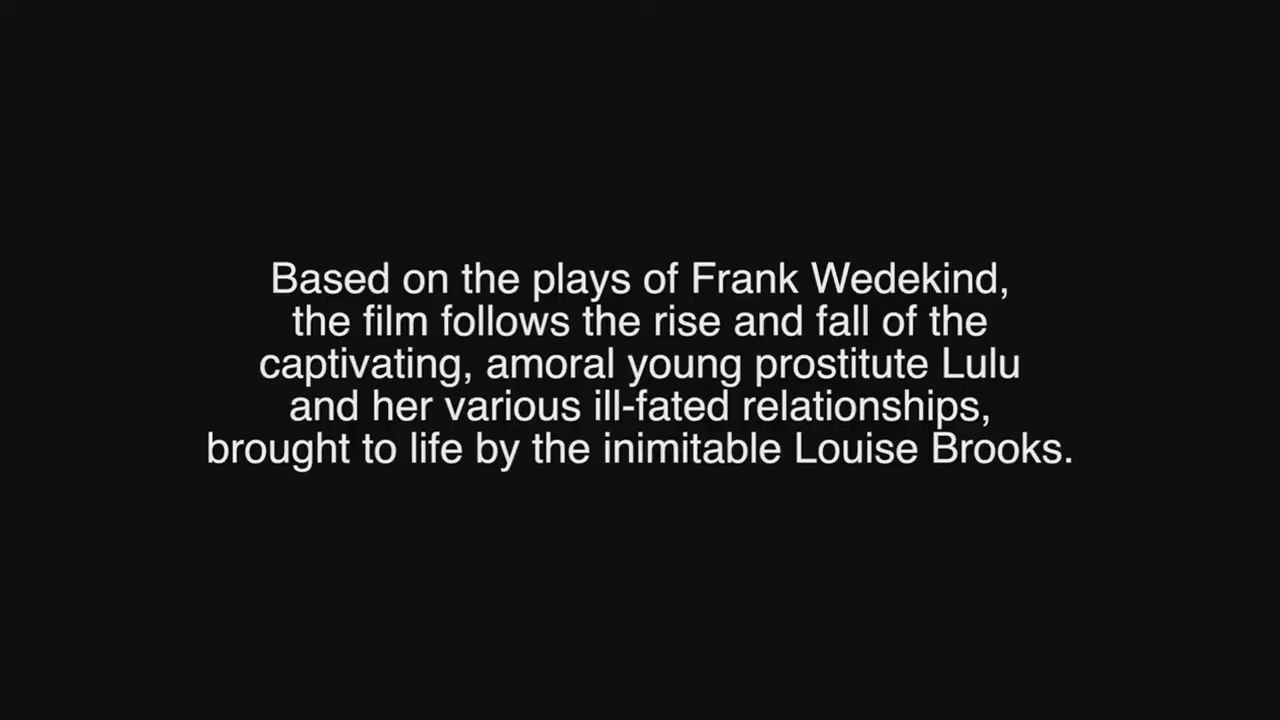 Based on the plays of Frank Wedekind,
the film follows the rise and fall of the
captivating, amoral young prostitute Lulu
and her various ill-fated relationships,
brought to life by the inimitable Louise Brooks.